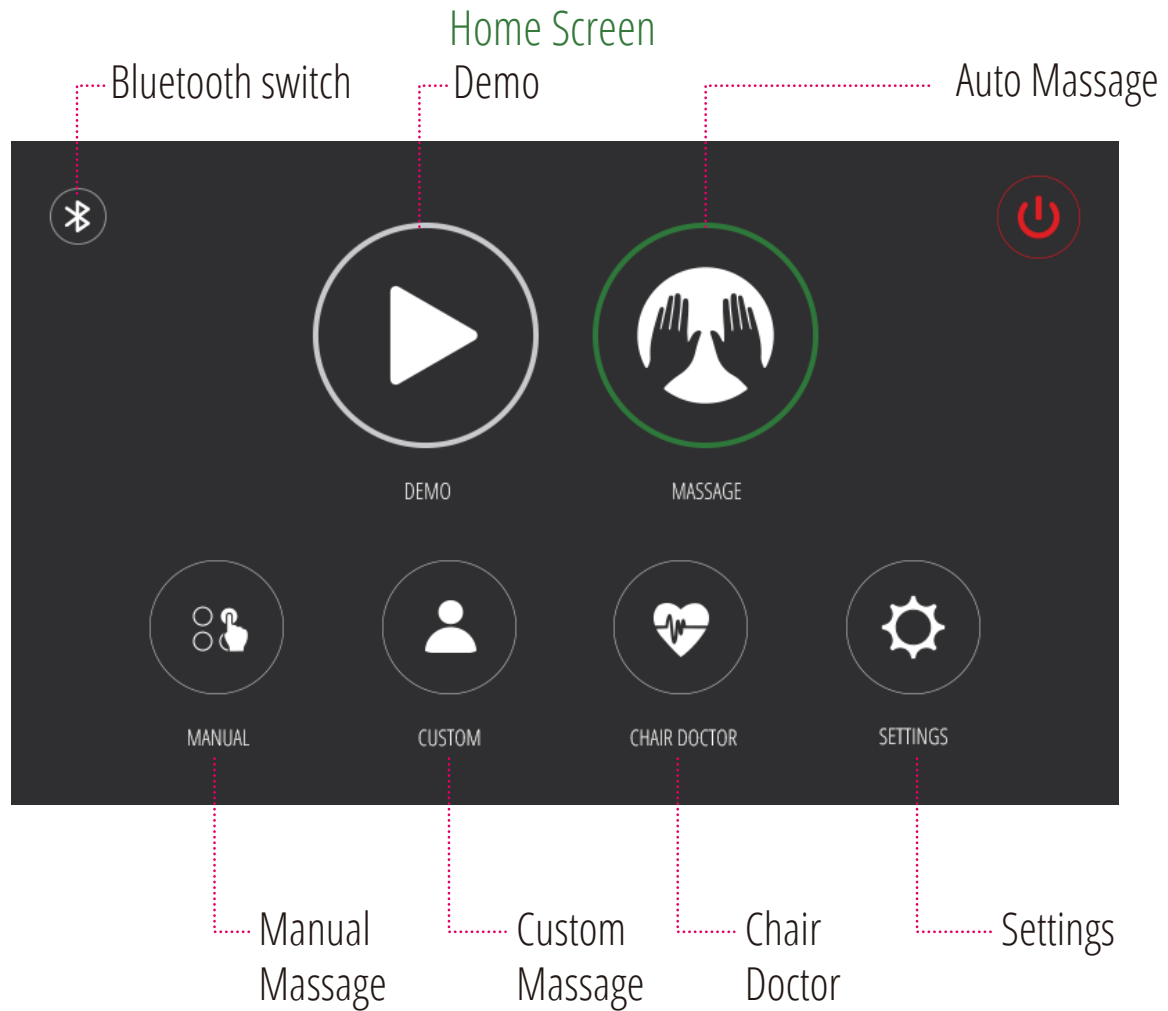 Home Screen
Bluetooth switch
Demo
Auto Massage
DEMO
MASSAGE
MANUAL
CUSTOM
CHAIR DOCTOR
SETTINGS
Manual
Massage
Custom
Massage
Chair
Doctor
Settings